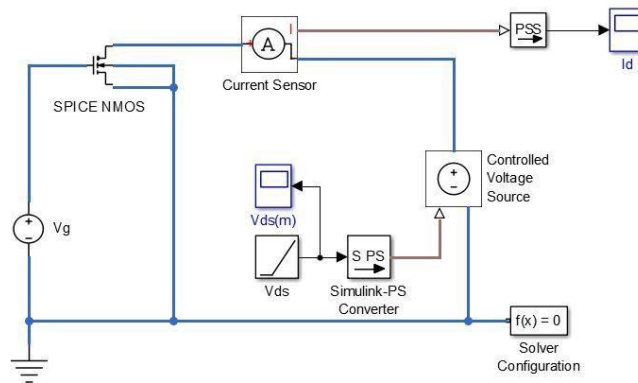 A
I
PSS
Current Sensor
Id
SPICE NMOS
Controlled
Voltage
Source
Vds(m)
Vg
S PS
Vds
Simulink-PS
Converter
f(x) = 0
Solver
Configuration